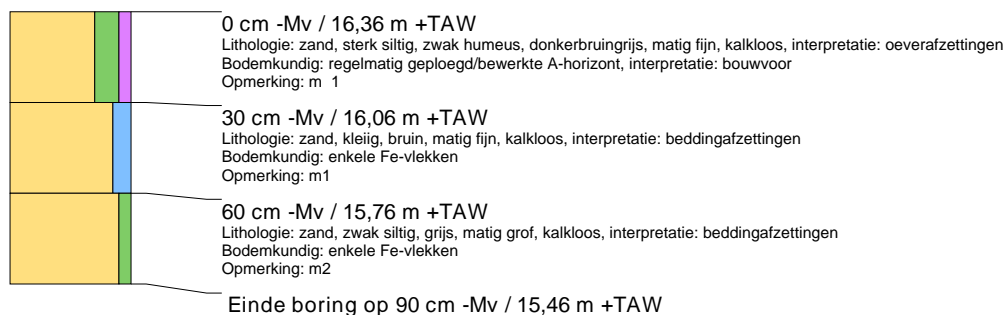 0 cm -Mv / 16,36 m +TAW
Lithologie: zand, sterk siltig, zwak humeus, donkerbruingrijs, matig fijn, kalkloos, interpretatie: oeverafzettingen
Bodemkundig: regelmatig geploegd/bewerkte A-horizont, interpretatie: bouwvoor
Opmerking: m 1
30 cm -Mv / 16,06 m +TAW
Lithologie: zand, kleiig, bruin, matig fijn, kalkloos, interpretatie: beddingafzettingen
Bodemkundig: enkele Fe-vlekken
Opmerking: m1
60 cm -Mv / 15,76 m +TAW
Lithologie: zand, zwak siltig, grijs, matig grof, kalkloos, interpretatie: beddingafzettingen
Bodemkundig: enkele Fe-vlekken
Opmerking: m2
Einde boring op 90 cm -Mv / 15,46 m +TAW